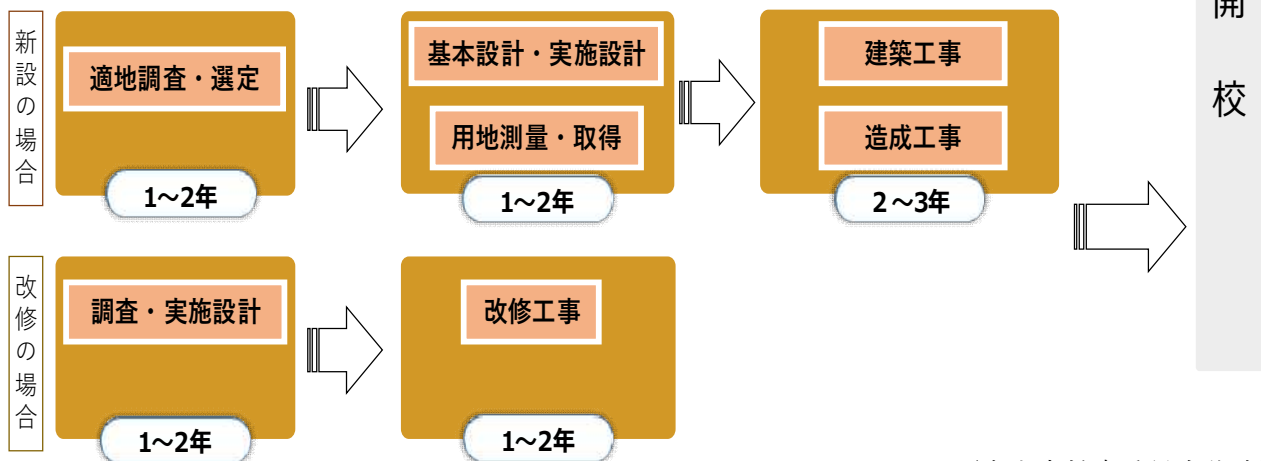 新設の場合
適地調査・選定
1～2年
基本設計・実施設計
用地測量・取得
1～2年
建築工事
造成工事
2～3年
開校
改修の場合
調査・実施設計
1～2年
改修工事
1～2年